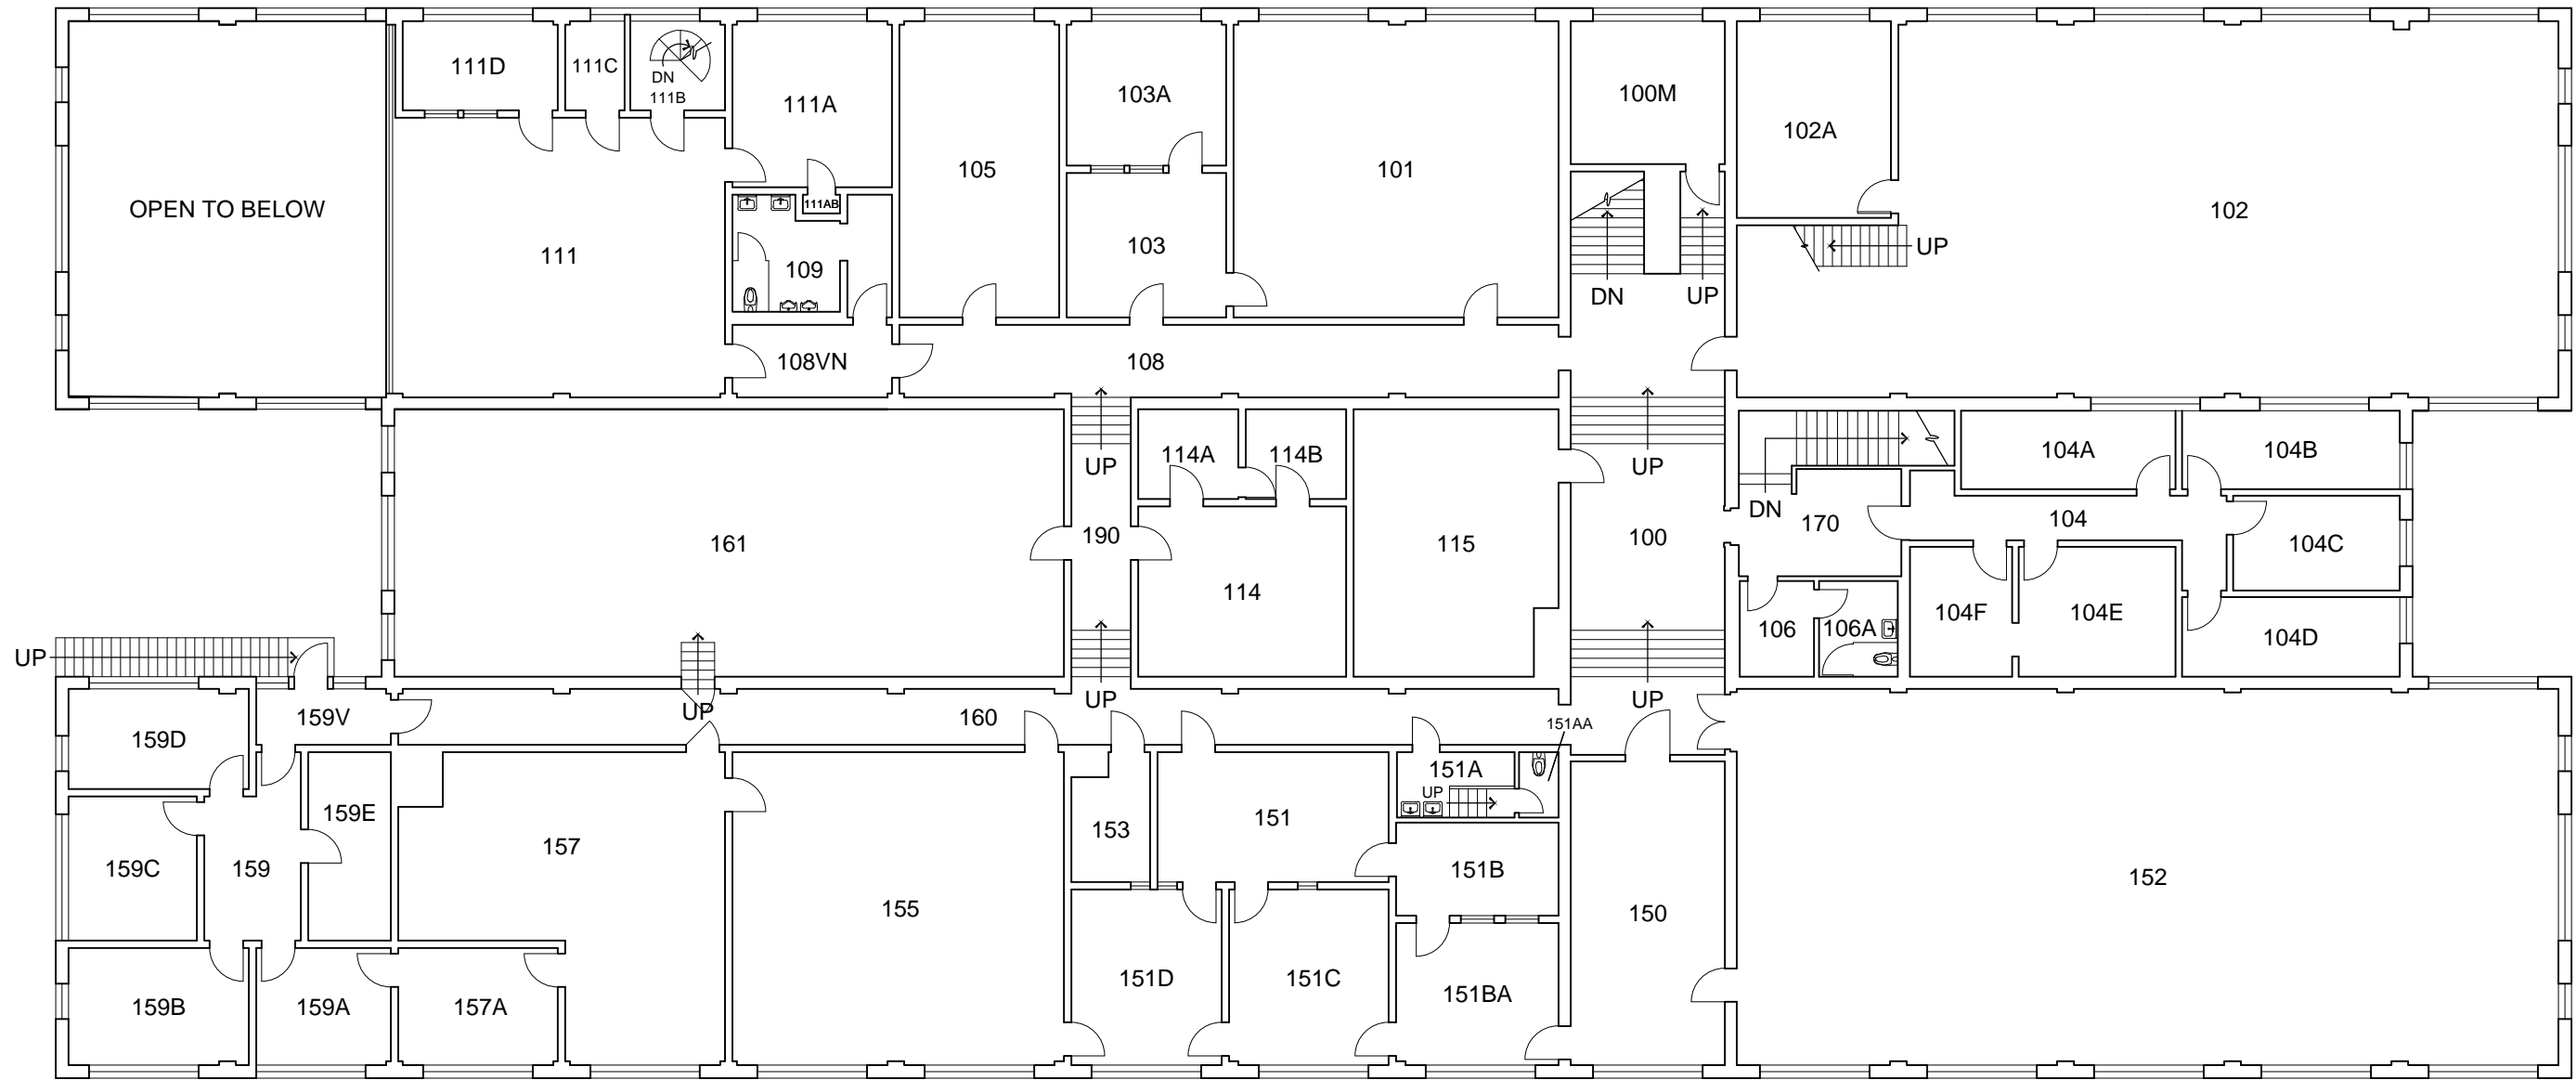 111D
111C
DN
111B
111A
103A
100M
102A
105
101
OPEN TO BELOW
111AB
102
111
109
103
UP
DN
UP
108VN
108
114A
114B
UP
UP
104A
104B
DN
170
104
190
161
115
100
104C
114
104F
104E
106
106A
104D
UP
159V
UP
160
UP
UP
151AA
159D
151A
UP
159E
153
151
157
159C
159
151B
152
155
150
159B
159A
157A
151D
151C
151BA